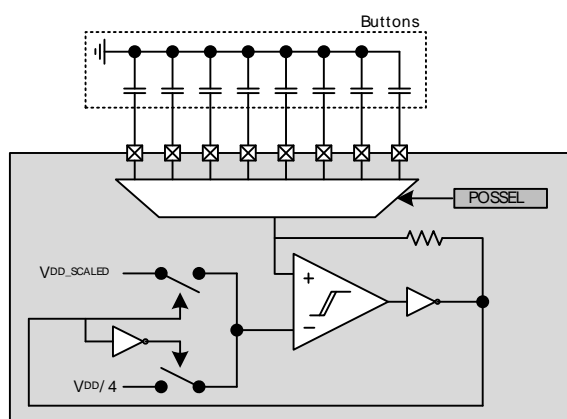 Buttons
POSSEL
VDD_SCALED
+
−
VDD/4